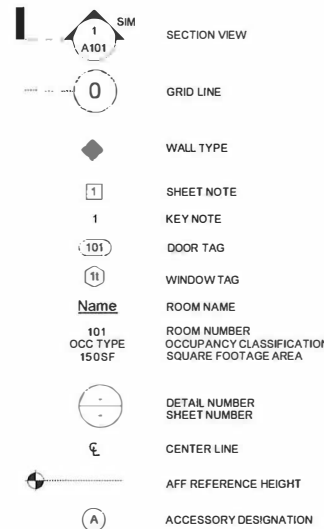 1 SIM
A101 SECTION VIEW
0 GRID LINE
WALL TYPE
1 SHEET NOTE
1 KEY NOTE
101 DOOR TAG
1t WINDOW TAG
Name ROOM NAME
101 ROOM NUMBER
OCC TYPE OCCUPANCY CLASSIFICATION
150SF SQUARE FOOTAGE AREA
- DETAIL NUMBER
- SHEET NUMBER
℄ CENTER LINE
AFF REFERENCE HEIGHT
A ACCESSORY DESIGNATION